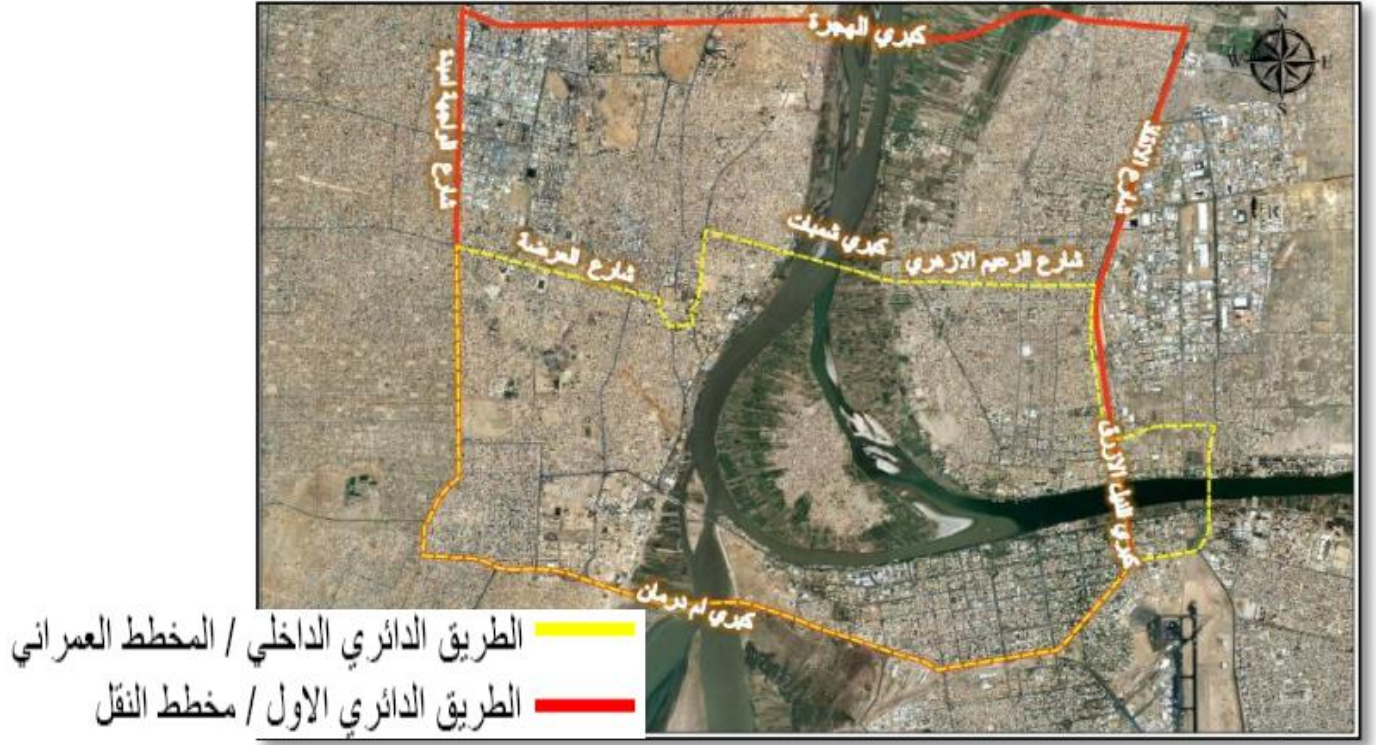 N
W E
S
كبري الهجرة
شارع الانقاذ
كبري شمبات
شارع الزعيم الازهري
شارع العرضة
كبري النيل الازرق
كبري ام درمان
الطريق الدائري الداخلي / المخطط العمراني
الطريق الدائري الاول / مخطط النقل